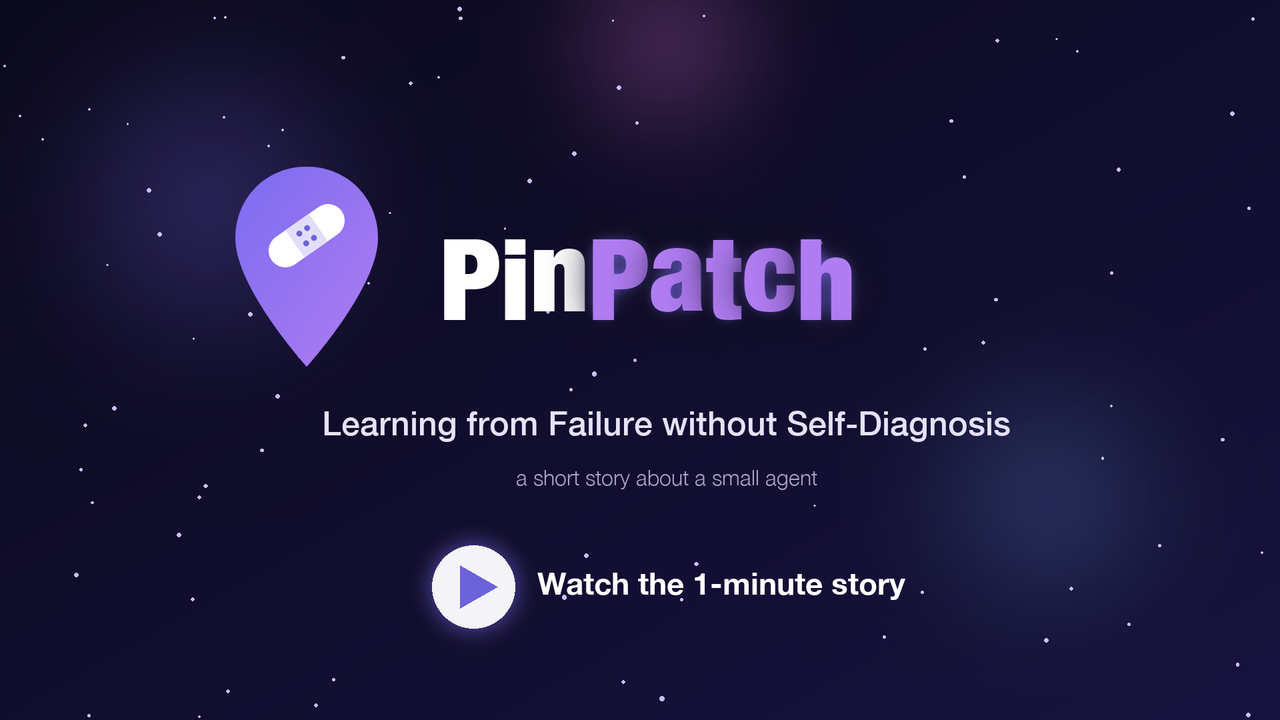 PinPatch
Learning from Failure without Self-Diagnosis
a short story about a small agent
Watch the 1-minute story